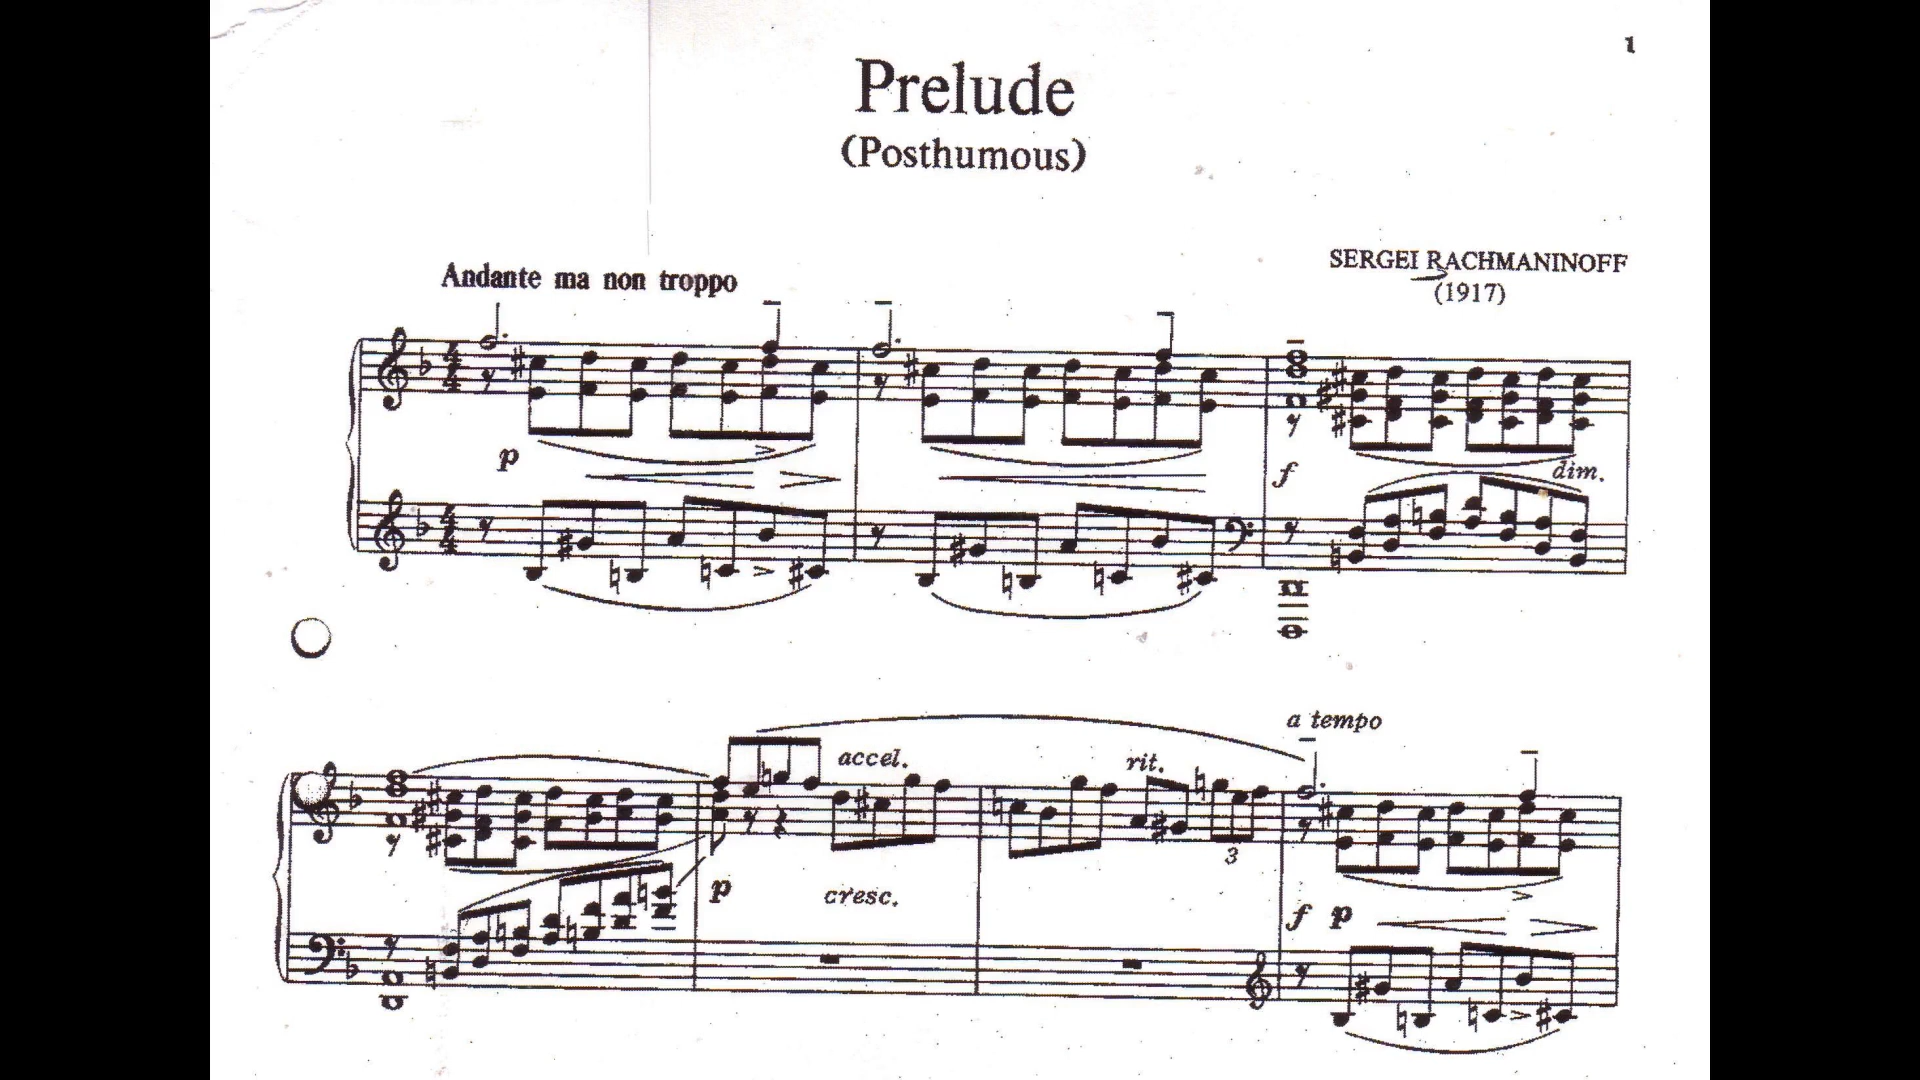 1
Prelude
(Posthumous)
SERGEI RACHMANINOFF
(1917)
Andante ma non troppo
p
f
dim.
a tempo
accel.
rit.
3
p
cresc.
f p